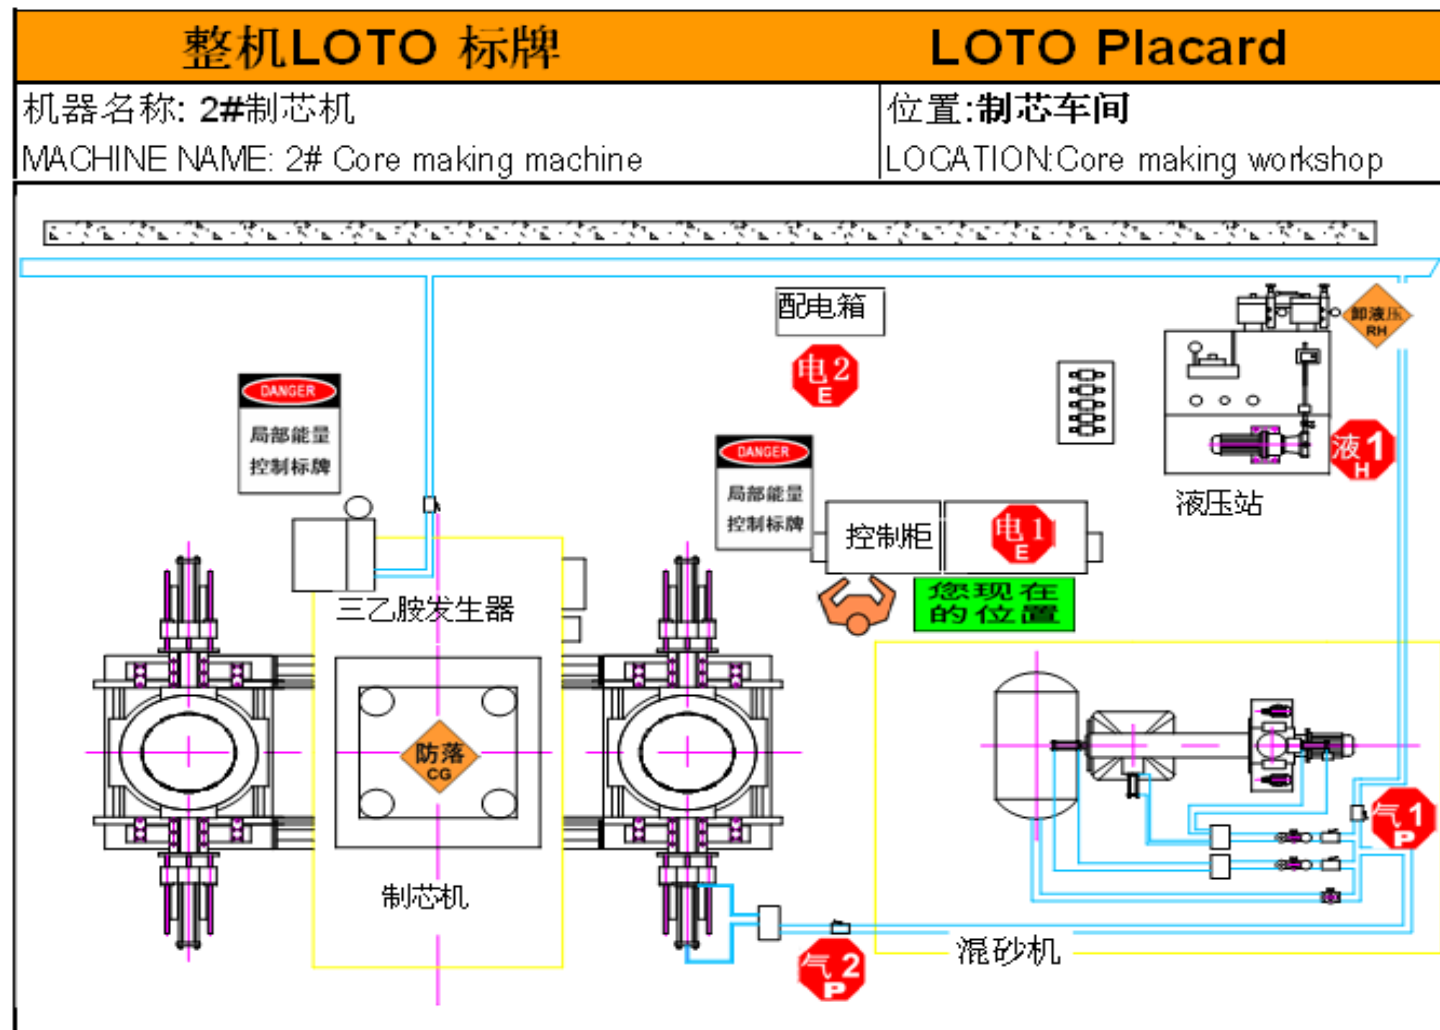 整机LOTO 标牌 LOTO Placard
机器名称: 2#制芯机
MACHINE NAME: 2# Core making machine
位置:制芯车间
LOCATION:Core making workshop
配电箱
电2
E
卸液压
RH
DANGER
局部能量
控制标牌
DANGER
局部能量
控制标牌
液1
H
液压站
控制柜
电1
E
您现在
的位置
三乙胺发生器
防落
CG
气1
P
制芯机
混砂机
气2
P